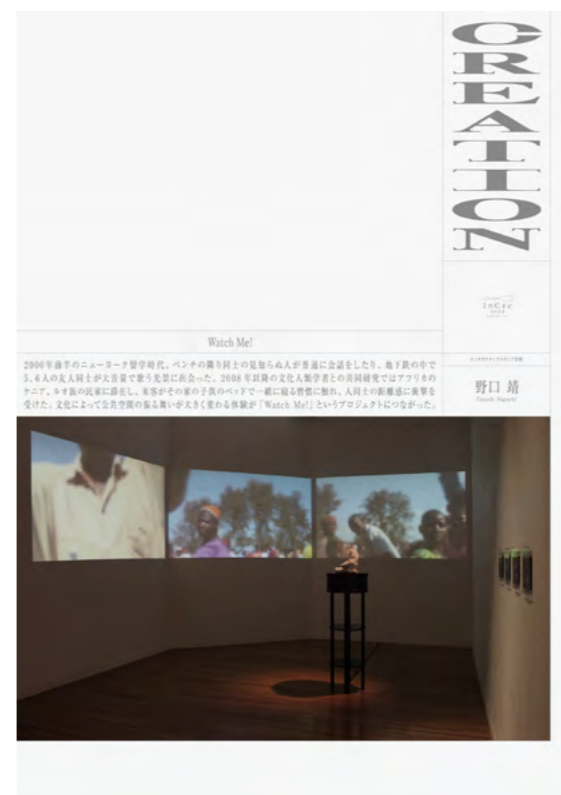 CREATION
InCre
Watch Me!
2000年前半のニューヨーク留学時代、ベンチの隣り同士の見知らぬ人が普通に会話をしたり、地下鉄の中で
5、6人の友人同士が大音量で歌う光景に出会った。2008年以降の文化人類学者との共同研究ではアフリカの
ケニア、ルオ族の民家に滞在し、来客がその家の子供のベッドで一緒に寝る習慣に触れ、人同士の距離感に衝撃を
受けた。文化によって公共空間の振る舞いが大きく変わる体験が「Watch Me!」というプロジェクトにつながった。
野口 靖